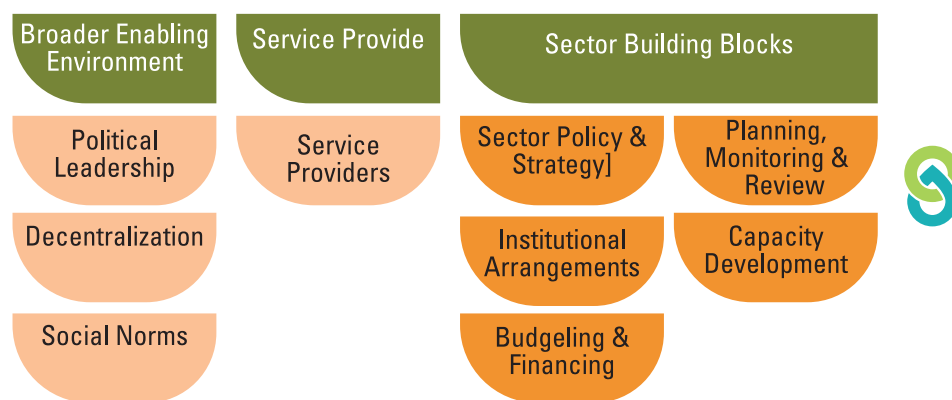 Broader Enabling
Environment
Political
Leadership
Decentralization
Social Norms
Service Provide
Service
Providers
Sector Building Blocks
Sector Policy &
Strategy]
Institutional
Arrangements
Budgeling &
Financing
Planning,
Monitoring &
Review
Capacity
Development